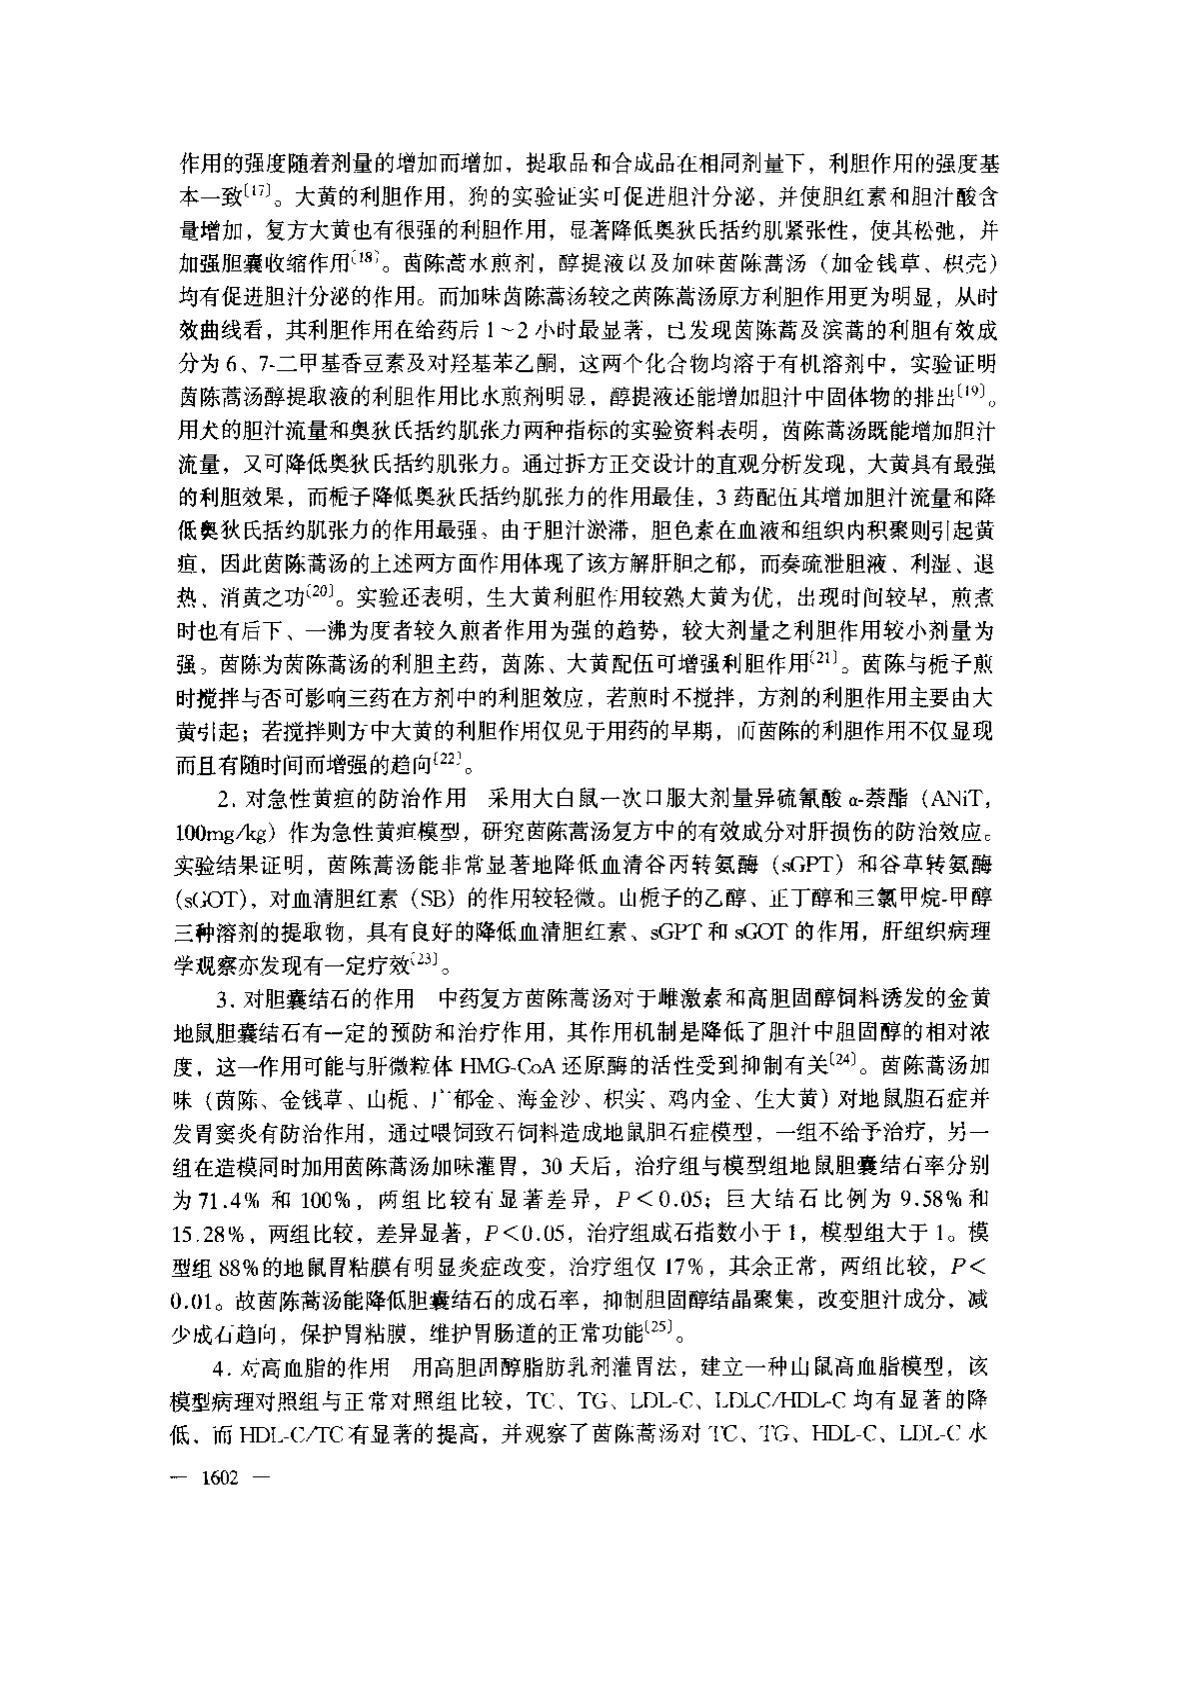 作用的强度随着剂量的增加而增加，提取品和合成品在相同剂量下，利胆作用的强度基
本一致〔17〕。大黄的利胆作用，狗的实验证实可促进胆汁分泌，并使胆红素和胆汁酸含
量增加，复方大黄也有很强的利胆作用，显著降低奥狄氏括约肌紧张性，使其松弛，并
加强胆囊收缩作用〔18〕。茵陈蒿水煎剂，醇提液以及加味茵陈蒿汤（加金钱草、枳壳）
均有促进胆汁分泌的作用。而加味茵陈蒿汤较之茵陈蒿汤原方利胆作用更为明显，从时
效曲线看，其利胆作用在给药后 1～2 小时最显著，已发现茵陈蒿及滨蒿的利胆有效成
分为 6、7-二甲基香豆素及对羟基苯乙酮，这两个化合物均溶于有机溶剂中，实验证明
茵陈蒿汤醇提取液的利胆作用比水煎剂明显，醇提液还能增加胆汁中固体物的排出〔19〕。
用犬的胆汁流量和奥狄氏括约肌张力两种指标的实验资料表明，茵陈蒿汤既能增加胆汁
流量，又可降低奥狄氏括约肌张力。通过拆方正交设计的直观分析发现，大黄具有最强
的利胆效果，而栀子降低奥狄氏括约肌张力的作用最佳，3 药配伍其增加胆汁流量和降
低奥狄氏括约肌张力的作用最强。由于胆汁淤滞，胆色素在血液和组织内积聚则引起黄
疸，因此茵陈蒿汤的上述两方面作用体现了该方解肝胆之郁，而奏疏泄胆液、利湿、退
热、消黄之功〔20〕。实验还表明，生大黄利胆作用较熟大黄为优，出现时间较早，煎煮
时也有后下、一沸为度者较久煎者作用为强的趋势，较大剂量之利胆作用较小剂量为
强。茵陈为茵陈蒿汤的利胆主药，茵陈、大黄配伍可增强利胆作用〔21〕。茵陈与栀子煎
时搅拌与否可影响三药在方剂中的利胆效应，若煎时不搅拌，方剂的利胆作用主要由大
黄引起；若搅拌则方中大黄的利胆作用仅见于用药的早期，而茵陈的利胆作用不仅显现
而且有随时间而增强的趋向〔22〕。
2. 对急性黄疸的防治作用　采用大白鼠一次口服大剂量异硫氰酸 α-萘酯（ANiT，
100mg/kg）作为急性黄疸模型，研究茵陈蒿汤复方中的有效成分对肝损伤的防治效应。
实验结果证明，茵陈蒿汤能非常显著地降低血清谷丙转氨酶（sGPT）和谷草转氨酶
(sGOT)，对血清胆红素（SB）的作用较轻微。山栀子的乙醇、正丁醇和三氯甲烷-甲醇
三种溶剂的提取物，具有良好的降低血清胆红素、sGPT 和 sGOT 的作用，肝组织病理
学观察亦发现有一定疗效〔23〕。
3. 对胆囊结石的作用　中药复方茵陈蒿汤对于雌激素和高胆固醇饲料诱发的金黄
地鼠胆囊结石有一定的预防和治疗作用，其作用机制是降低了胆汁中胆固醇的相对浓
度，这一作用可能与肝微粒体 HMG-CoA 还原酶的活性受到抑制有关〔24〕。茵陈蒿汤加
味（茵陈、金钱草、山栀、广郁金、海金沙、枳实、鸡内金、生大黄）对地鼠胆石症并
发胃窦炎有防治作用，通过喂饲致石饲料造成地鼠胆石症模型，一组不给予治疗，另一
组在造模同时加用茵陈蒿汤加味灌胃，30 天后，治疗组与模型组地鼠胆囊结石率分别
为 71.4% 和 100%，两组比较有显著差异，P＜0.05；巨大结石比例为 9.58% 和
15.28%，两组比较，差异显著，P＜0.05，治疗组成石指数小于 1，模型组大于 1。模
型组 88%的地鼠胃粘膜有明显炎症改变，治疗组仅 17%，其余正常，两组比较，P＜
0.01。故茵陈蒿汤能降低胆囊结石的成石率，抑制胆固醇结晶聚集，改变胆汁成分，减
少成石趋向，保护胃粘膜，维护胃肠道的正常功能〔25〕。
4. 对高血脂的作用　用高胆固醇脂肪乳剂灌胃法，建立一种山鼠高血脂模型，该
模型病理对照组与正常对照组比较，TC、TG、LDL-C、LDLC/HDL-C 均有显著的降
低，而 HDL-C/TC 有显著的提高，并观察了茵陈蒿汤对 TC、TG、HDL-C、LDL-C 水
— 1602 —